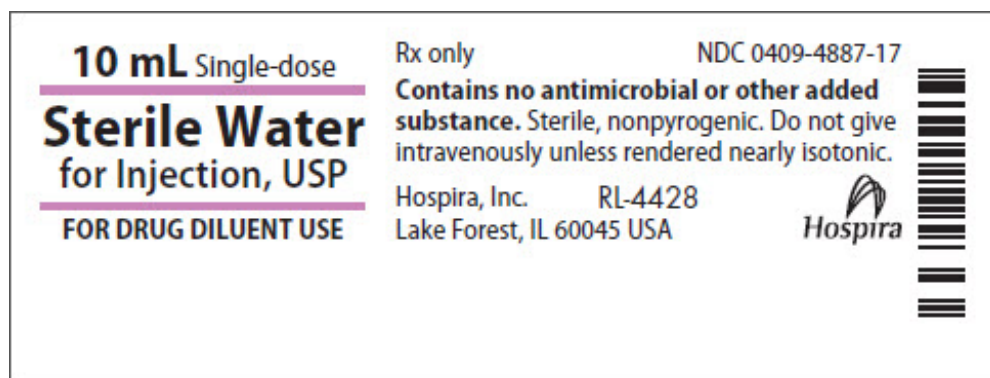 10 mL Single-dose
Sterile Water
for Injection, USP
FOR DRUG DILUENT USE
Rx only NDC 0409-4887-17
Contains no antimicrobial or other added
substance. Sterile, nonpyrogenic. Do not give
intravenously unless rendered nearly isotonic.
Hospira, Inc. RL-4428
Lake Forest, IL 60045 USA
Hospira